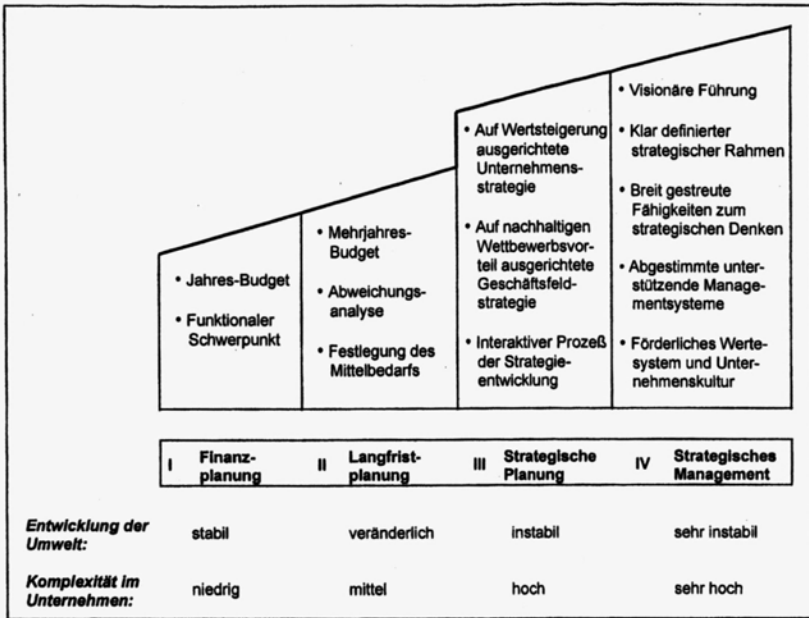 • Jahres-Budget
• Funktionaler
Schwerpunkt
• Mehrjahres-
Budget
• Abweichungs-
analyse
• Festlegung des
Mittelbedarfs
• Auf Wertsteigerung
ausgerichtete
Unternehmens-
strategie
• Auf nachhaltigen
Wettbewerbsvor-
teil ausgerichtete
Geschäftsfeld-
strategie
• Interaktiver Prozeß
der Strategie-
entwicklung
• Visionäre Führung
• Klar definierter
strategischer Rahmen
• Breit gestreute
Fähigkeiten zum
strategischen Denken
• Abgestimmte unter-
stützende Manage-
mentsysteme
• Förderliches Werte-
system und Unter-
nehmenskultur
I Finanz-
planung
II Langfrist-
planung
III Strategische
Planung
IV Strategisches
Management
Entwicklung der
Umwelt:
stabil veränderlich instabil sehr instabil
Komplexität im
Unternehmen:
niedrig mittel hoch sehr hoch